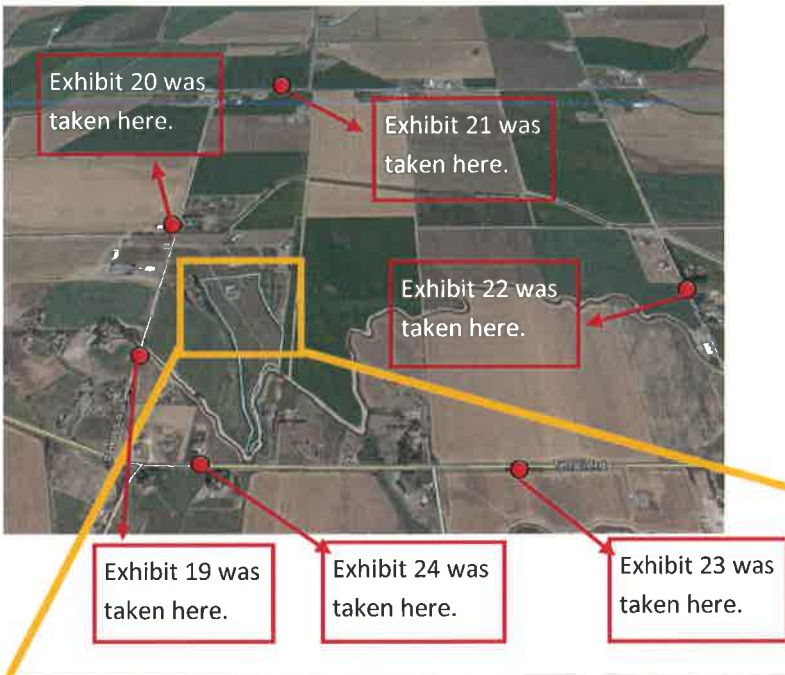 Exhibit 20 was
taken here.
Exhibit 21 was
taken here.
Exhibit 22 was
taken here.
Exhibit 19 was
taken here.
Exhibit 24 was
taken here.
Exhibit 23 was
taken here.